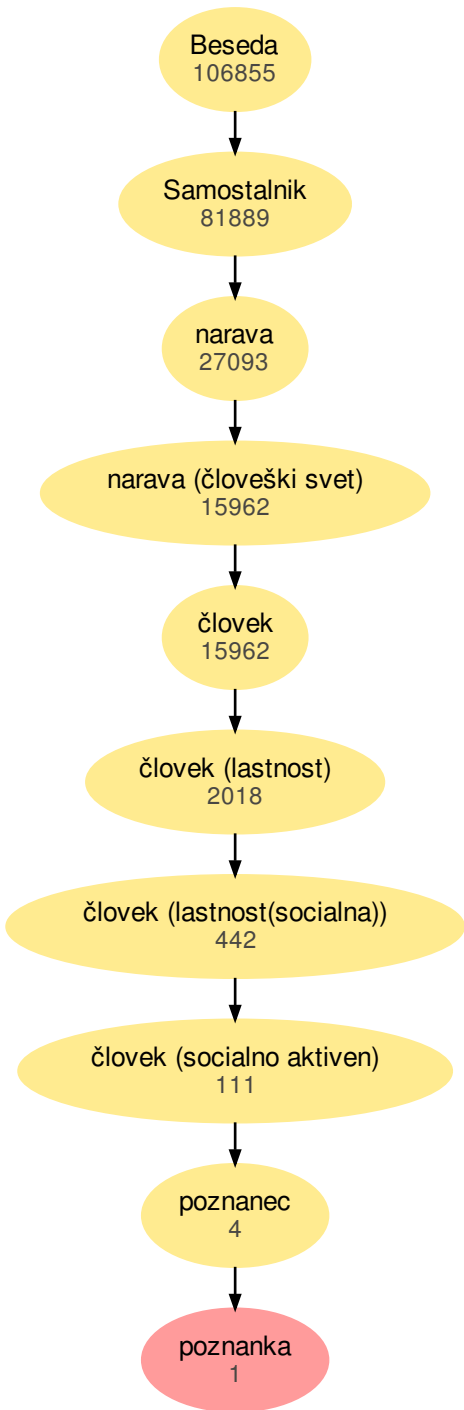 Beseda
106855
Samostalnik
81889
narava
27093
narava (človeški svet)
15962
človek
15962
človek (lastnost)
2018
človek (lastnost(socialna))
442
človek (socialno aktiven)
111
poznanec
4
poznanka
1